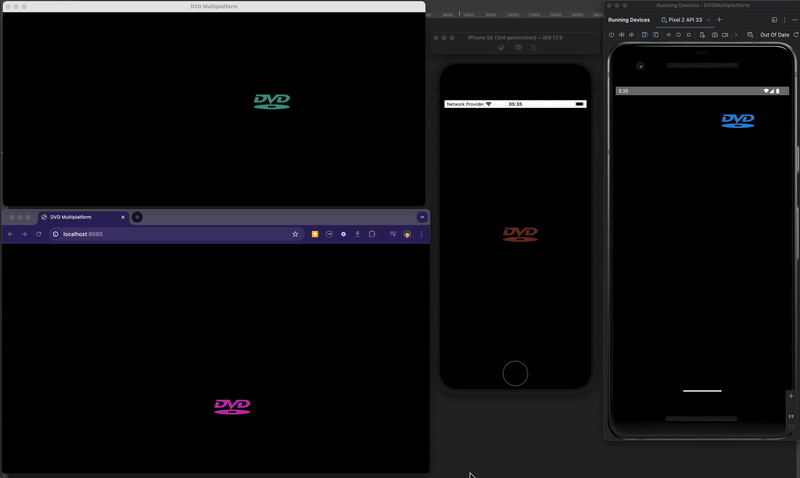 DVD Multiplatform
DVD
DVD Multiplatform
localhost:8080
DVD
iPhone SE (3rd generation) – iOS 17.5
Network Provider 05:35
DVD
Running Devices - DVDMultiplatform
Running Devices Pixel 2 API 33
Out Of Date
5:35
DVD
1:1